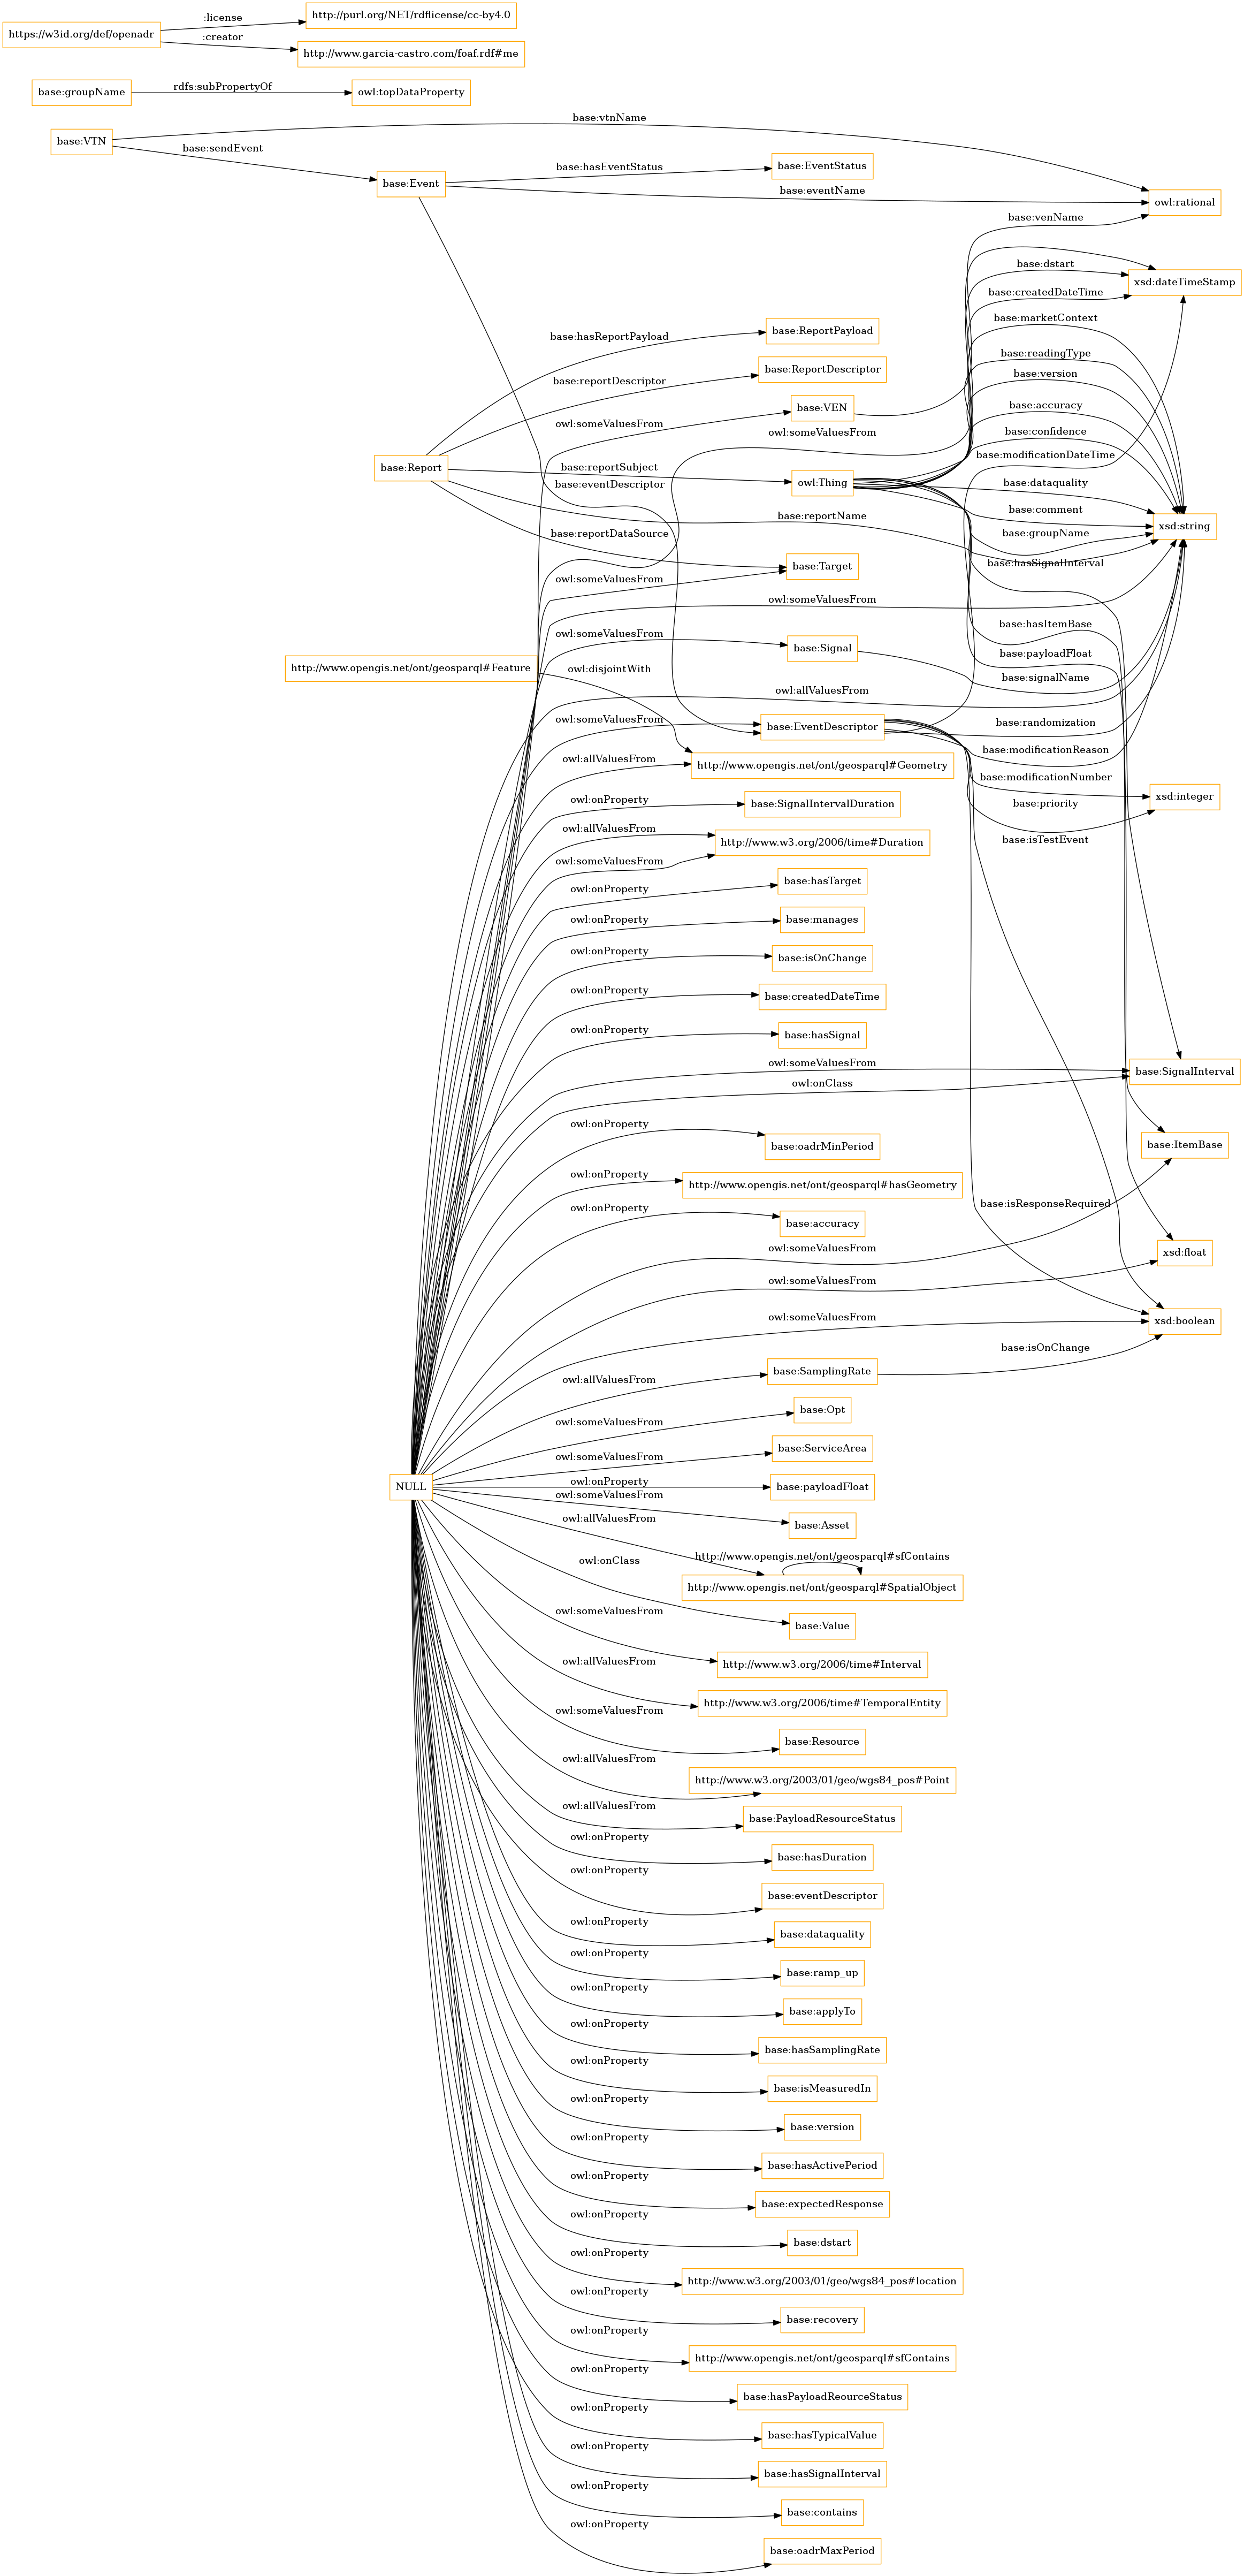 :license
http://purl.org/NET/rdflicense/cc-by4.0
https://w3id.org/def/openadr
:creator
http://www.garcia-castro.com/foaf.rdf#me
base:groupName
rdfs:subPropertyOf
owl:topDataProperty
base:vtnName
base:VTN
base:sendEvent
base:hasEventStatus
base:EventStatus
base:Event
base:eventName
owl:rational
base:venName
base:dstart
xsd:dateTimeStamp
base:createdDateTime
base:marketContext
base:ReportPayload
base:hasReportPayload
base:readingType
base:ReportDescriptor
base:version
base:reportDescriptor
base:VEN
base:accuracy
owl:someValuesFrom
owl:someValuesFrom
base:confidence
base:modificationDateTime
base:Report
base:reportSubject
owl:Thing
base:dataquality
base:eventDescriptor
base:comment
base:reportName
xsd:string
base:groupName
base:reportDataSource
base:hasSignalInterval
base:Target
owl:someValuesFrom
owl:someValuesFrom
base:hasItemBase
owl:someValuesFrom
base:Signal
base:payloadFloat
http://www.opengis.net/ont/geosparql#Feature
owl:disjointWith
base:signalName
owl:allValuesFrom
owl:someValuesFrom
base:EventDescriptor
base:randomization
base:modificationReason
owl:allValuesFrom
http://www.opengis.net/ont/geosparql#Geometry
base:modificationNumber
owl:onProperty
base:SignalIntervalDuration
base:priority
xsd:integer
owl:allValuesFrom
http://www.w3.org/2006/time#Duration
base:isTestEvent
owl:someValuesFrom
owl:onProperty
base:hasTarget
owl:onProperty
base:manages
owl:onProperty
base:isOnChange
owl:onProperty
base:createdDateTime
owl:onProperty
base:hasSignal
owl:someValuesFrom
base:SignalInterval
owl:onClass
owl:onProperty
base:oadrMinPeriod
base:ItemBase
owl:onProperty
http://www.opengis.net/ont/geosparql#hasGeometry
owl:onProperty
base:isResponseRequired
base:accuracy
owl:someValuesFrom
xsd:float
owl:someValuesFrom
owl:someValuesFrom
xsd:boolean
base:isOnChange
owl:allValuesFrom
base:SamplingRate
owl:someValuesFrom
base:Opt
owl:someValuesFrom
base:ServiceArea
owl:onProperty
base:payloadFloat
owl:someValuesFrom
base:Asset
owl:allValuesFrom
NULL
http://www.opengis.net/ont/geosparql#sfContains
owl:onClass
http://www.opengis.net/ont/geosparql#SpatialObject
owl:someValuesFrom
base:Value
owl:allValuesFrom
http://www.w3.org/2006/time#Interval
http://www.w3.org/2006/time#TemporalEntity
owl:someValuesFrom
base:Resource
owl:allValuesFrom
http://www.w3.org/2003/01/geo/wgs84_pos#Point
owl:allValuesFrom
base:PayloadResourceStatus
owl:onProperty
base:hasDuration
owl:onProperty
base:eventDescriptor
owl:onProperty
base:dataquality
owl:onProperty
base:ramp_up
owl:onProperty
base:applyTo
owl:onProperty
base:hasSamplingRate
owl:onProperty
base:isMeasuredIn
owl:onProperty
base:version
owl:onProperty
base:hasActivePeriod
owl:onProperty
base:expectedResponse
owl:onProperty
base:dstart
owl:onProperty
http://www.w3.org/2003/01/geo/wgs84_pos#location
owl:onProperty
base:recovery
owl:onProperty
http://www.opengis.net/ont/geosparql#sfContains
owl:onProperty
base:hasPayloadReourceStatus
owl:onProperty
base:hasTypicalValue
owl:onProperty
base:hasSignalInterval
owl:onProperty
base:contains
owl:onProperty
base:oadrMaxPeriod